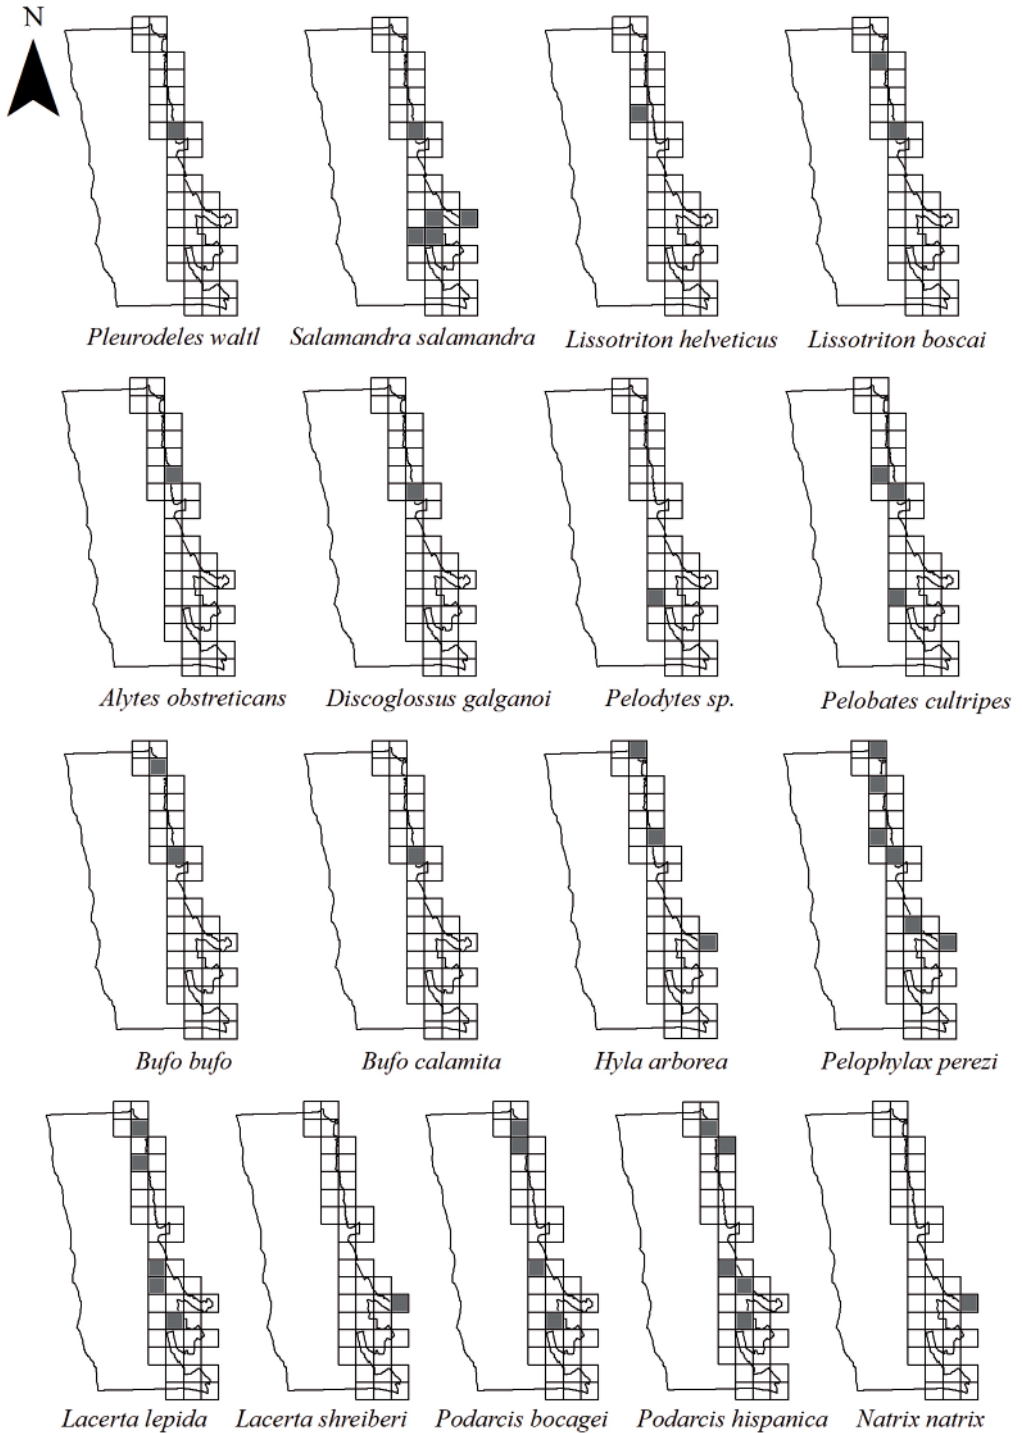 N
Pleurodeles waltl
Salamandra salamandra
Lissotriton helveticus
Lissotriton boscai
Alytes obstreticans
Discoglossus galganoi
Pelodytes sp.
Pelobates cultripes
Bufo bufo
Bufo calamita
Hyla arborea
Pelophylax perezi
Lacerta lepida
Lacerta shreiberi
Podarcis bocagei
Podarcis hispanica
Natrix natrix